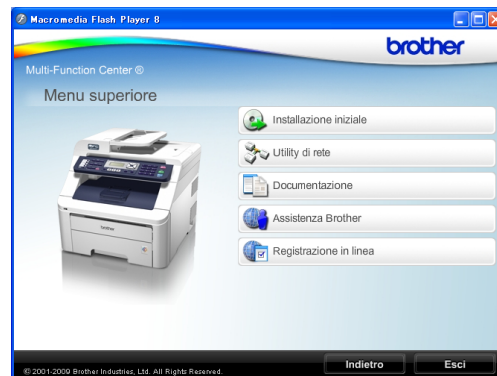 Macromedia Flash Player 8
brother
Multi-Function Center ®
Menu superiore
Installazione iniziale
Utility di rete
Documentazione
Assistenza Brother
Registrazione in linea
brother
Indietro
Esci
© 2001-2009 Brother Industries, Ltd. All Rights Reserved.